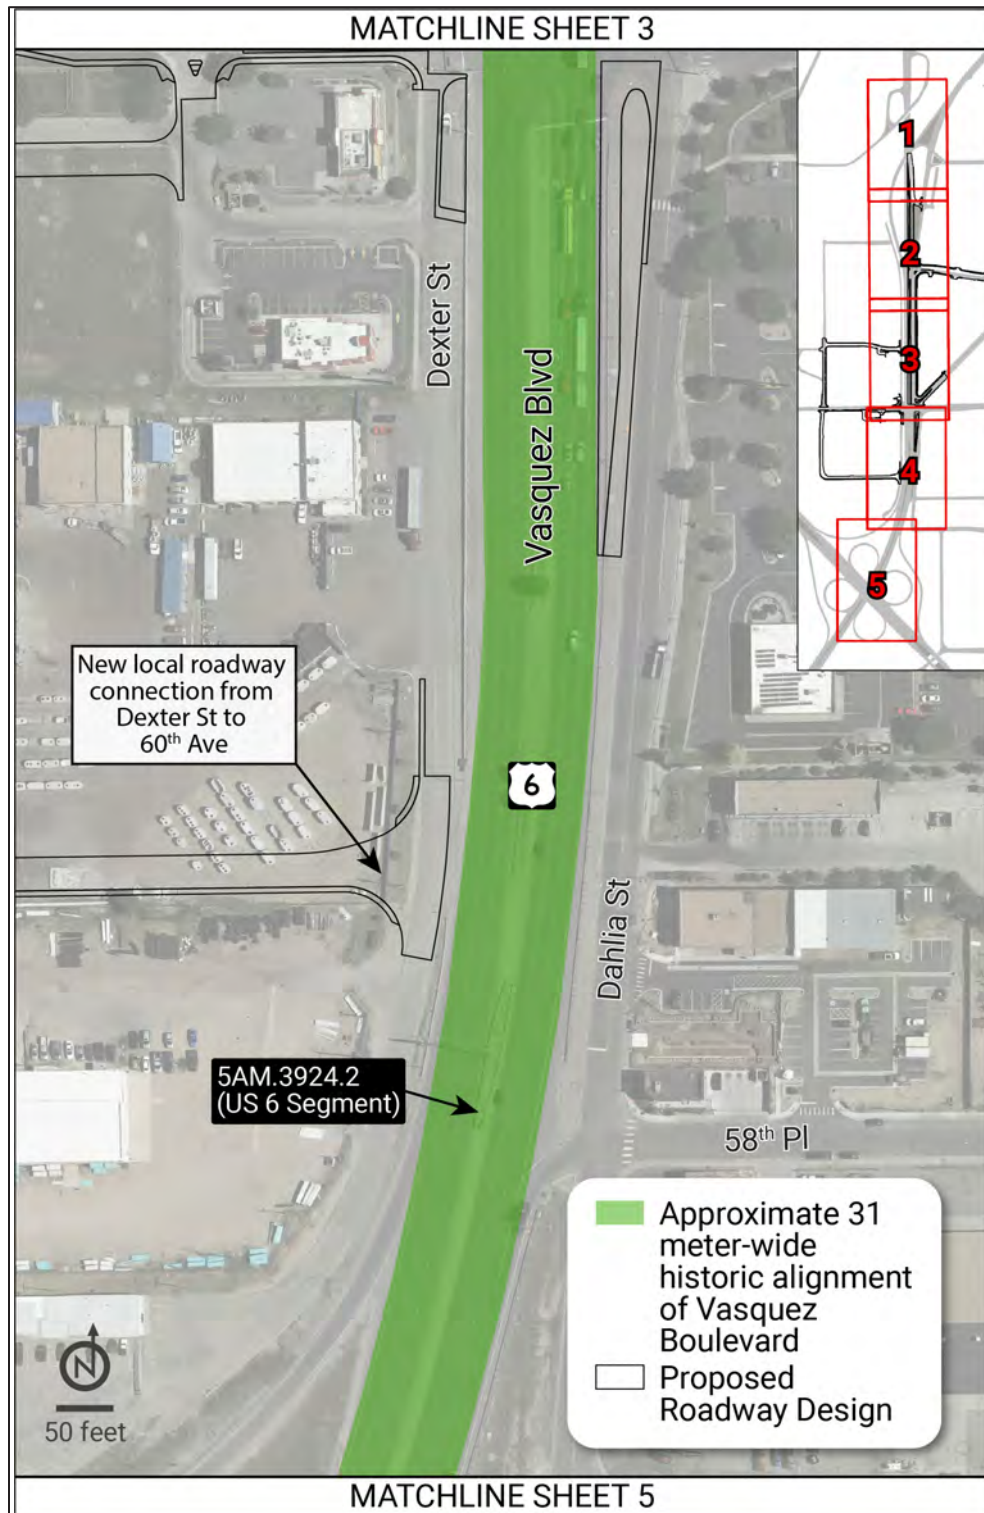 MATCHLINE SHEET 3
1
2
3
4
5
Dexter St
Vasquez Blvd
New local roadway
connection from
Dexter St to
60th Ave
6
Dahlia St
5AM.3924.2
(US 6 Segment)
58th Pl
Approximate 31
meter-wide
historic alignment
of Vasquez
Boulevard
Proposed
Roadway Design
N
50 feet
MATCHLINE SHEET 5